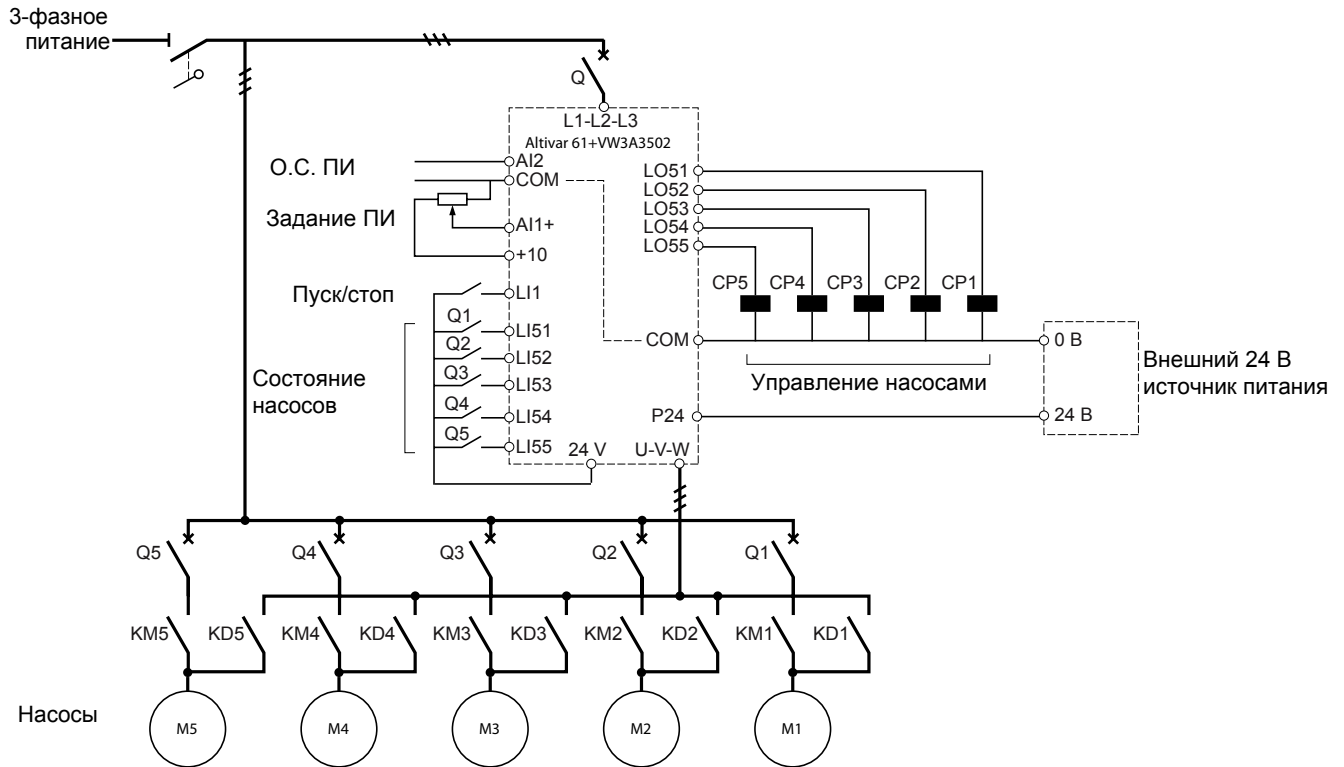 3-фазное
питание
Q
L1-L2-L3
Altivar 61+VW3A3502
О.С. ПИ
AI2
COM
Задание ПИ
AI1+
+10
Пуск/стоп
LI1
Q1
LI51
Q2
LI52
Q3
LI53
Q4
LI54
Q5
LI55
Состояние
насосов
24 V
U-V-W
LO51
LO52
LO53
LO54
LO55
CP5
CP4
CP3
CP2
CP1
COM
0 В
Управление насосами
P24
24 В
Внешний 24 В
источник питания
Q5
Q4
Q3
Q2
Q1
KM5
KD5
KM4
KD4
KM3
KD3
KM2
KD2
KM1
KD1
Насосы
M5
M4
M3
M2
M1